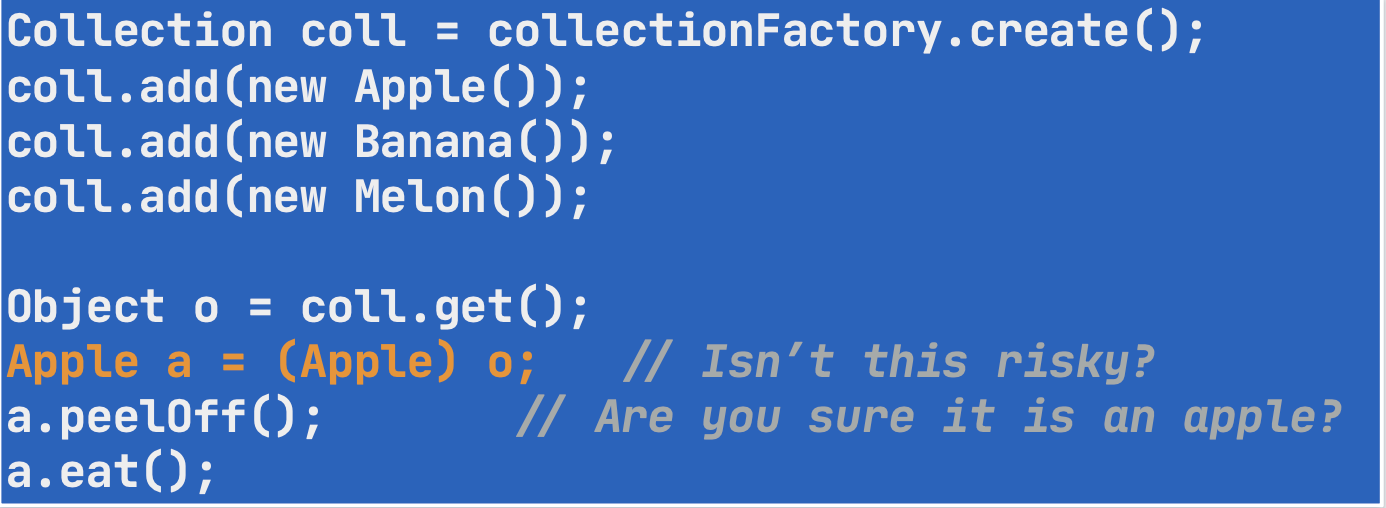 Collection coll = collectionFactory.create();
coll.add(new Apple());
coll.add(new Banana());
coll.add(new Melon());
Object o = coll.get();
Apple a = (Apple) o;   // Isn’t this risky?
a.peelOff();       // Are you sure it is an apple?
a.eat();